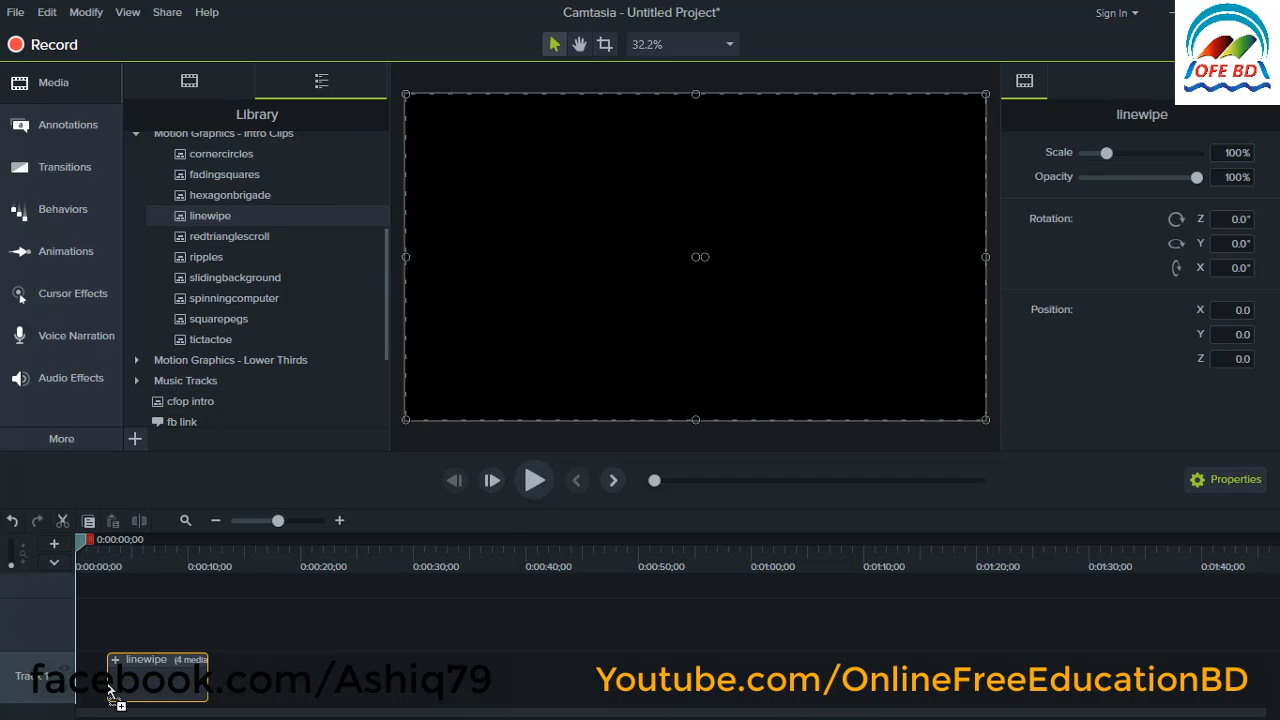 File Edit Modify View Share Help
Camtasia - Untitled Project*
Sign In
Record
32.2%
OFE BD
Media
Annotations
Transitions
Behaviors
Animations
Cursor Effects
Voice Narration
Audio Effects
More
Library
Motion Graphics - Intro Clips
cornercircles
fadingsquares
hexagonbrigade
linewipe
redtrianglescroll
ripples
slidingbackground
spinningcomputer
squarepegs
tictactoe
Motion Graphics - Lower Thirds
Music Tracks
cfop intro
fb link
linewipe
Scale 100%
Opacity 100%
Rotation: Z 0.0°
Y 0.0°
X 0.0°
Position: X 0.0
Y 0.0
Z 0.0
Properties
0:00:00;00
0:00:00;00 0:00:10;00 0:00:20;00 0:00:30;00 0:00:40;00 0:00:50;00 0:01:00;00 0:01:10;00 0:01:20;00 0:01:30;00 0:01:40;00
linewipe (4 media
Track 1
facebook.com/Ashiq79
Youtube.com/OnlineFreeEducationBD